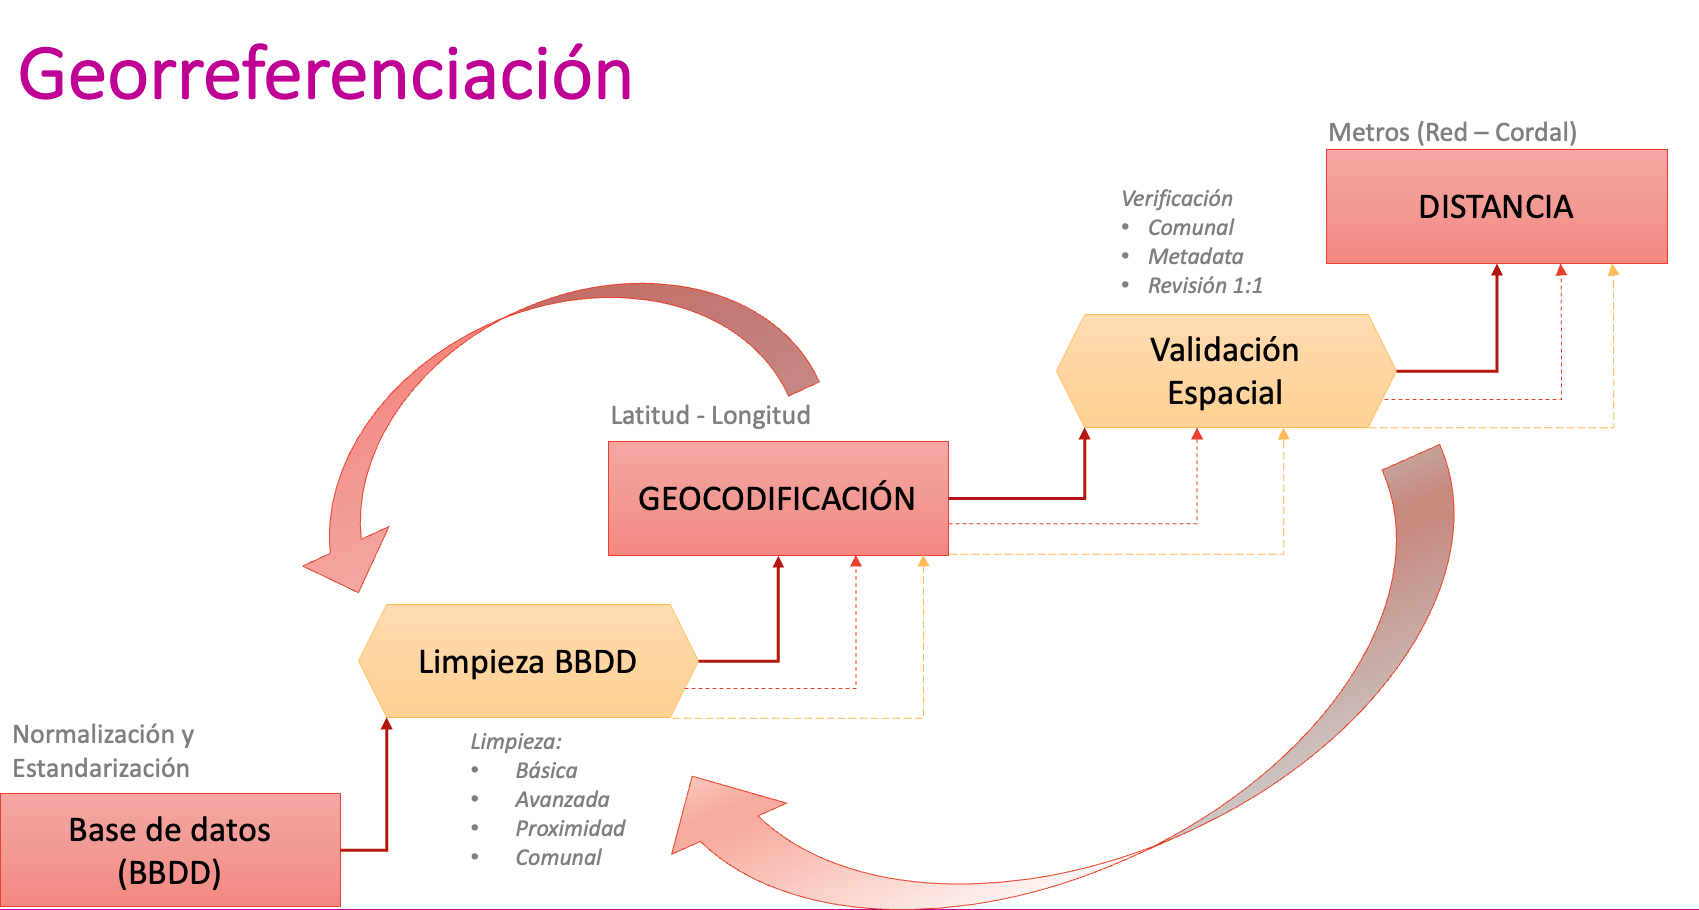 Georreferenciación
Metros (Red – Cordal)
DISTANCIA
Verificación
• Comunal
• Metadata
• Revisión 1:1
Validación
Espacial
Latitud - Longitud
GEOCODIFICACIÓN
Limpieza BBDD
Limpieza:
• Básica
• Avanzada
• Proximidad
• Comunal
Normalización y
Estandarización
Base de datos
(BBDD)